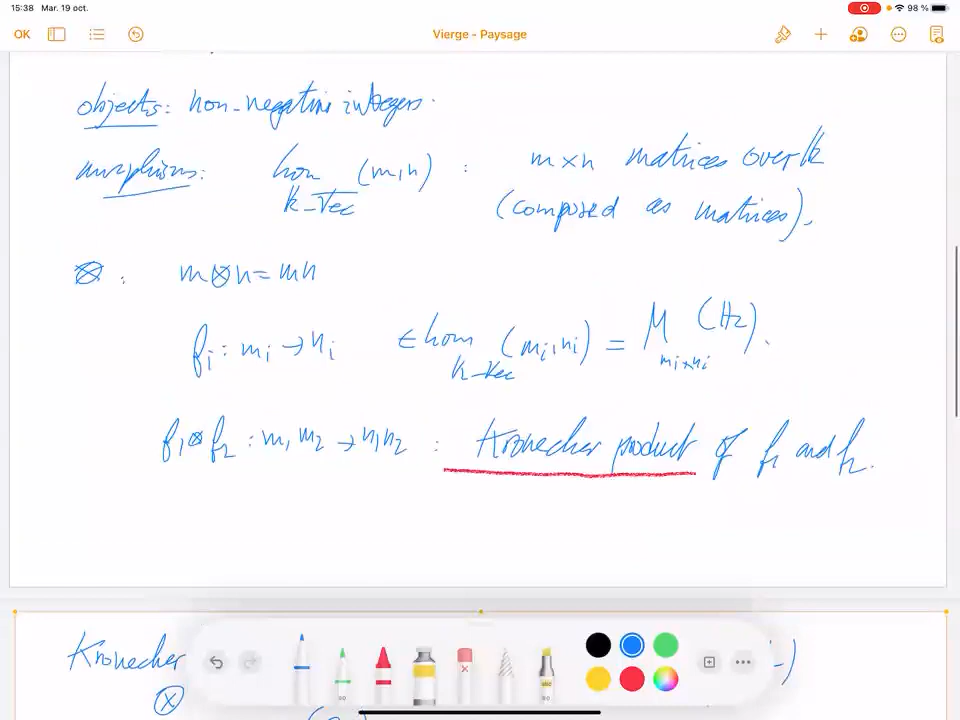 15:38 Mar. 19 oct. 98 %
OK Vierge – Paysage
objects: non-negative integers.
morphisms: hom (m,n) : m×n matrices over k
k-Vec (composed as matrices).
⊗ : m⊗n = mn
fi : mi → ni ∈ hom (mi,ni) = M
k-Vec mi×ni
f1⊗f2 : m1m2 → n1n2 : Kronecker product of f1 and f2.
Kronecker
⊗